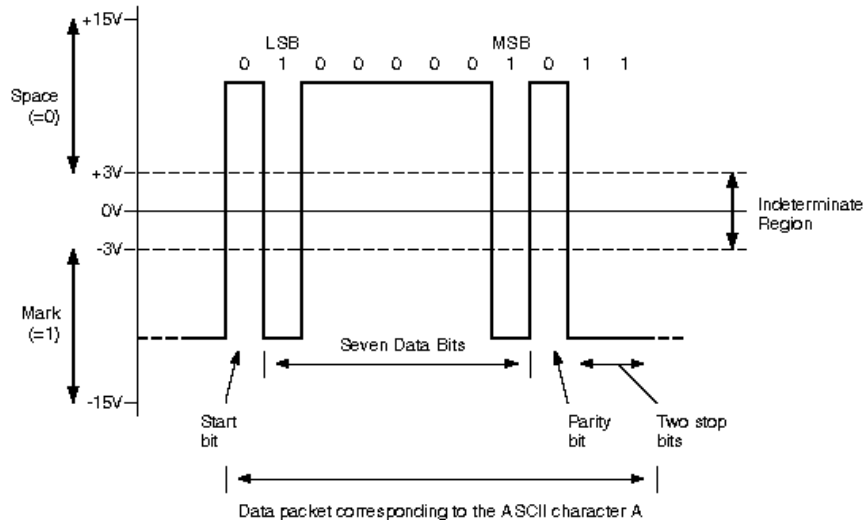 +15V
LSB MSB
0 1 0 0 0 0 0 1 0 1 1
Space
(=0)
+3V
0V
Indeterminate
Region
-3V
Mark
(=1)
Seven Data Bits
-15V
Start
bit
Parity
bit
Two stop
bits
Data packet corresponding to the ASCII character A